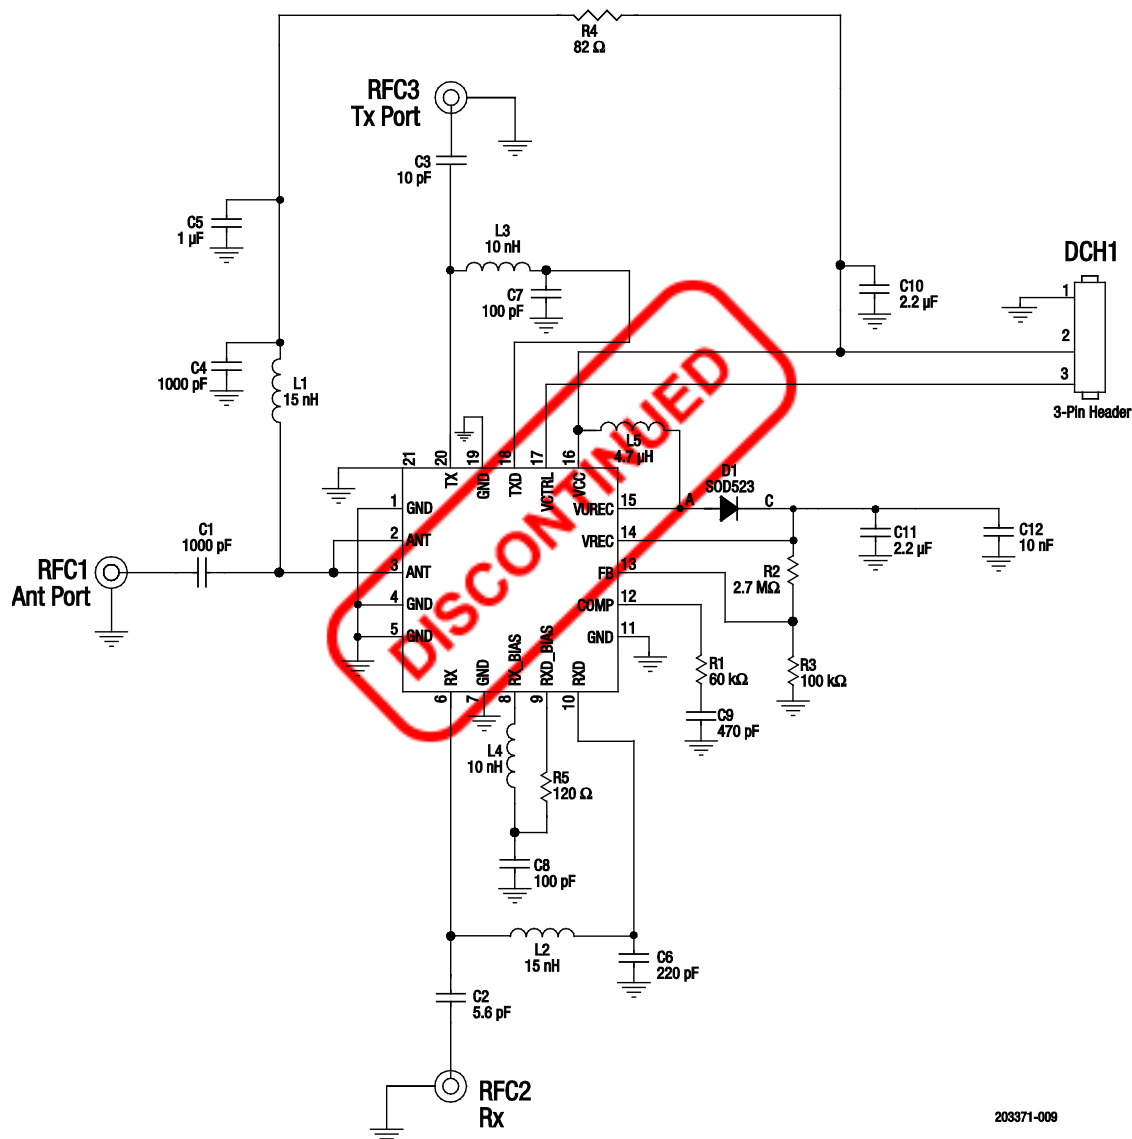 R4
82 Ω
RFC3
Tx Port
C3
10 pF
C5
1 µF
L3
10 nH
C7
100 pF
DCH1
C10
2.2 µF
1
2
3
3-Pin Header
C4
1000 pF
L1
15 nH
L5
4.7 µH
21
20
19
18
17
16
TX
GND
TXD
VCTRL
VCC
D1
SOD523
A
C
1
GND
2
ANT
3
ANT
4
GND
5
GND
15
VUREC
14
VREC
13
FB
12
COMP
11
GND
C11
2.2 µF
C12
10 nF
R2
2.7 MΩ
R3
100 kΩ
R1
60 kΩ
C9
470 pF
C1
1000 pF
RFC1
Ant Port
DISCONTINUED
RX
GND
RX_BIAS
RXD_BIAS
RXD
6
7
8
9
10
L4
10 nH
R5
120 Ω
C8
100 pF
L2
15 nH
C6
220 pF
C2
5.6 pF
RFC2
Rx
203371-009